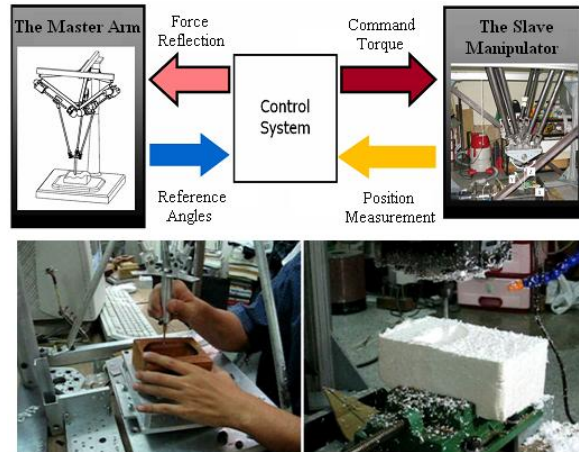 The Master Arm
Force
Reflection
Command
Torque
The Slave
Manipulator
Control
System
Reference
Angles
Position
Measurement